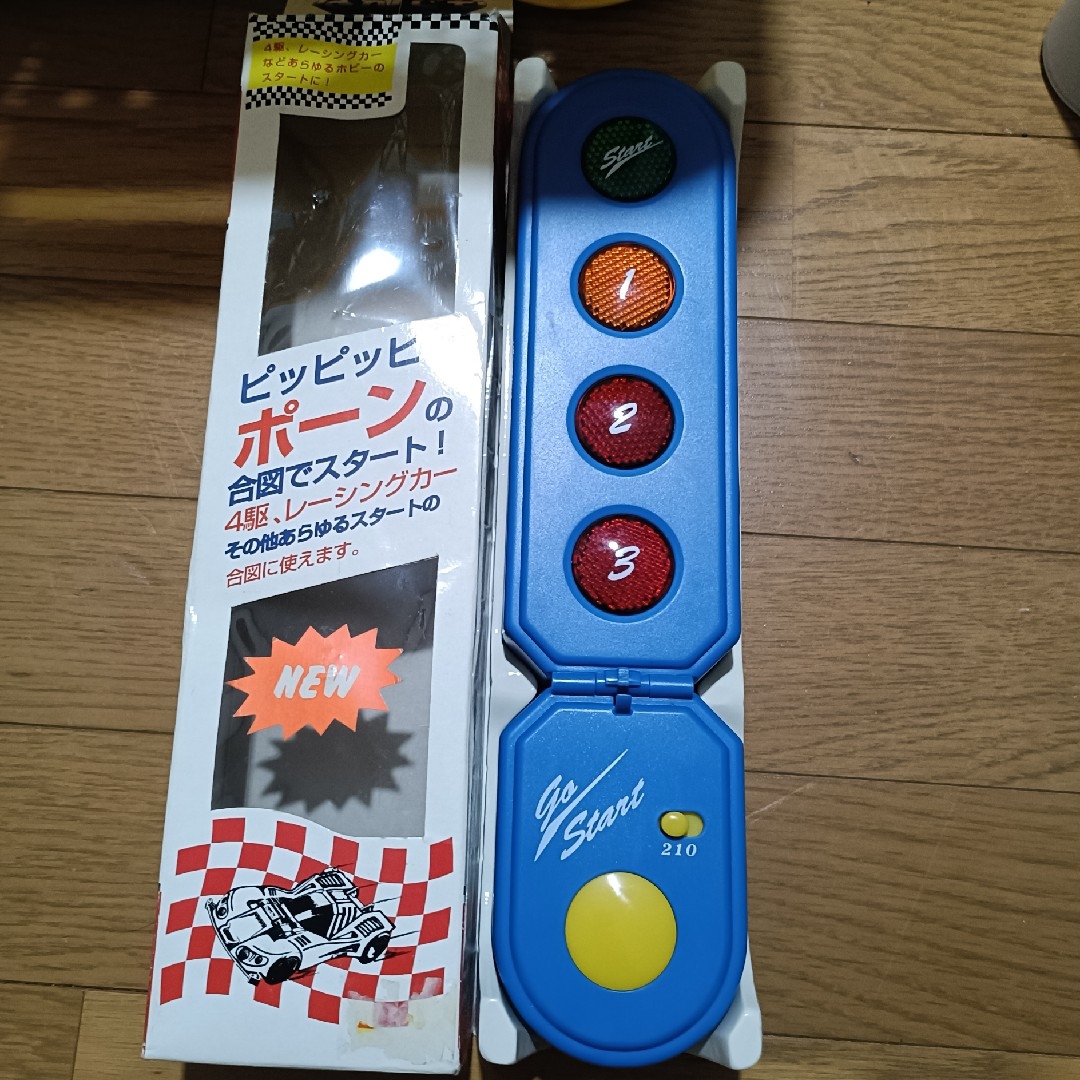 4駆、レーシングカー
などあらゆるホビーの
スタートに!
ピッピッピ
ポーンの
合図でスタート!
4駆、レーシングカー
その他あらゆるスタートの
合図に使えます。
NEW
Start
1
2
3
Go
Start
210